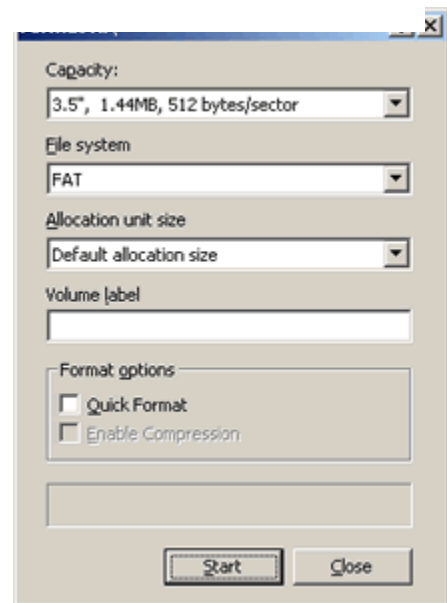 Capacity:
3.5", 1.44MB, 512 bytes/sector
File system
FAT
Allocation unit size
Default allocation size
Volume label
Format options
Quick Format
Enable Compression
Start
Close